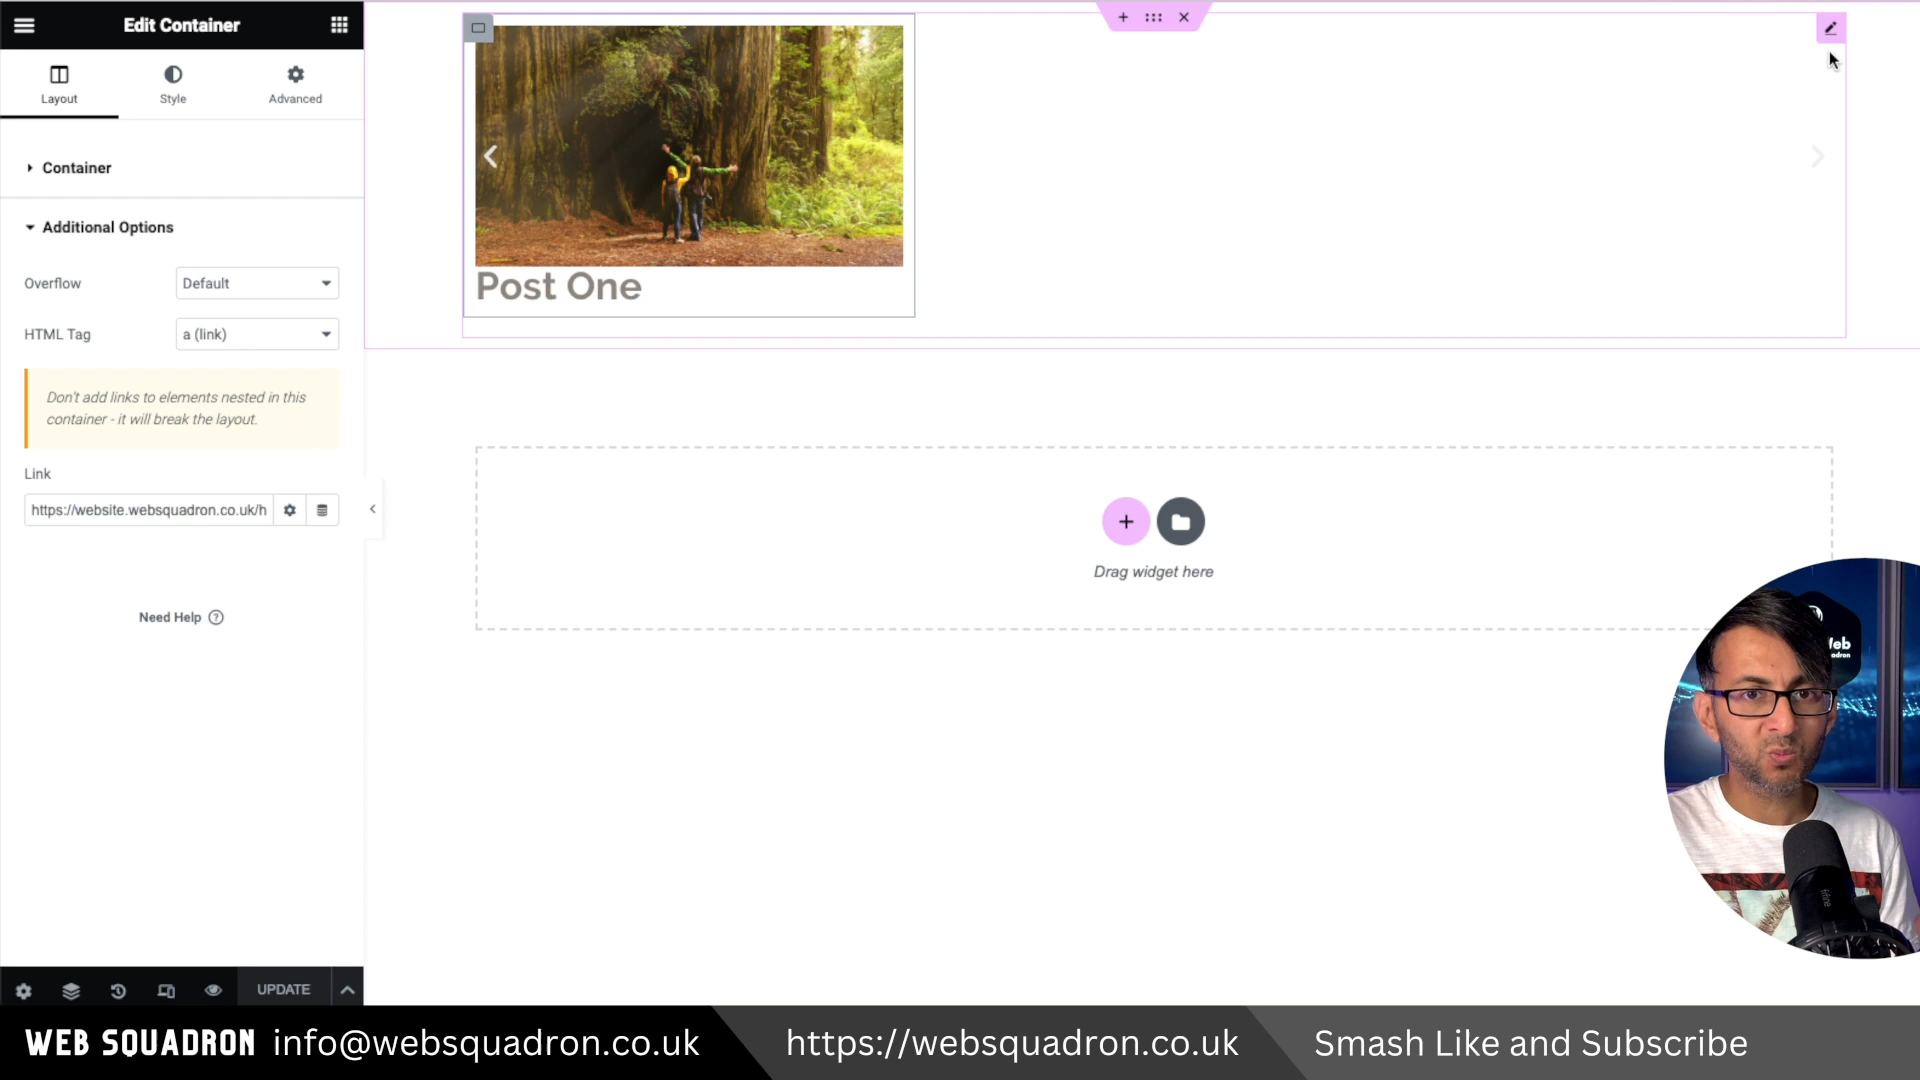 Edit Container
Layout
Style
Advanced
Container
Additional Options
Overflow
Default
HTML Tag
a (link)
Don't add links to elements nested in this
container - it will break the layout.
Link
https://website.websquadron.co.uk/h
Need Help
UPDATE
Post One
Drag widget here
fifine
WEB SQUADRON
info@websquadron.co.uk
https://websquadron.co.uk
Smash Like and Subscribe